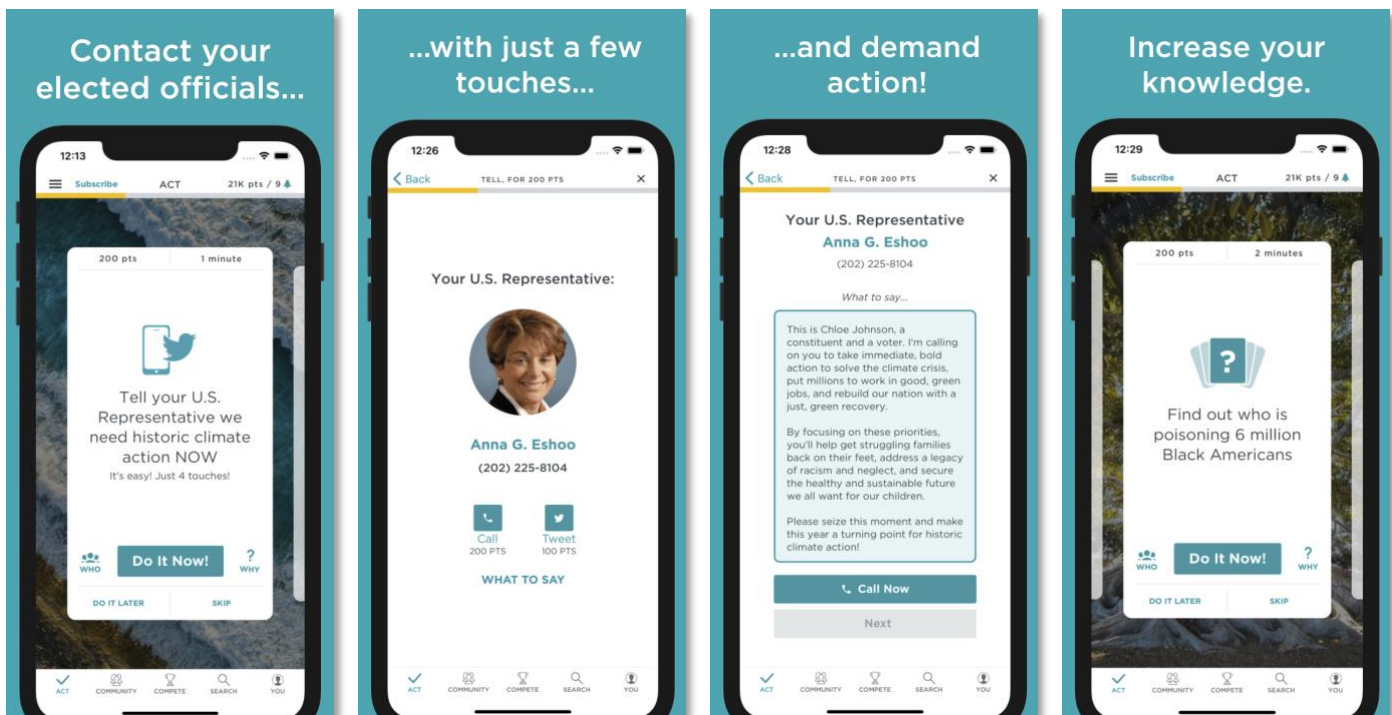 Contact your
elected officials...
12:13
Subscribe ACT 21K pts / 9
200 pts 1 minute
Tell your U.S.
Representative we
need historic climate
action NOW
It's easy! Just 4 touches!
WHO Do It Now! ? WHY
DO IT LATER SKIP
ACT COMMUNITY COMPETE SEARCH YOU
...with just a few
touches...
12:26
Back TELL, FOR 200 PTS X
Your U.S. Representative:
Anna G. Eshoo
(202) 225-8104
Call Tweet
200 PTS 100 PTS
WHAT TO SAY
ACT COMMUNITY COMPETE SEARCH YOU
...and demand
action!
12:28
Back TELL, FOR 200 PTS X
Your U.S. Representative
Anna G. Eshoo
(202) 225-8104
What to say...
This is Chloe Johnson, a
constituent and a voter. I'm calling
on you to take immediate, bold
action to solve the climate crisis,
put millions to work in good, green
jobs, and rebuild our nation with a
just, green recovery.
By focusing on these priorities,
you'll help get struggling families
back on their feet, address a legacy
of racism and neglect, and secure
the healthy and sustainable future
we all want for our children.
Please seize this moment and make
this year a turning point for historic
climate action!
Call Now
Next
ACT COMMUNITY COMPETE SEARCH YOU
Increase your
knowledge.
12:29
Subscribe ACT 21K pts / 9
200 pts 2 minutes
?
Find out who is
poisoning 6 million
Black Americans
WHO Do It Now! ? WHY
DO IT LATER SKIP
ACT COMMUNITY COMPETE SEARCH YOU